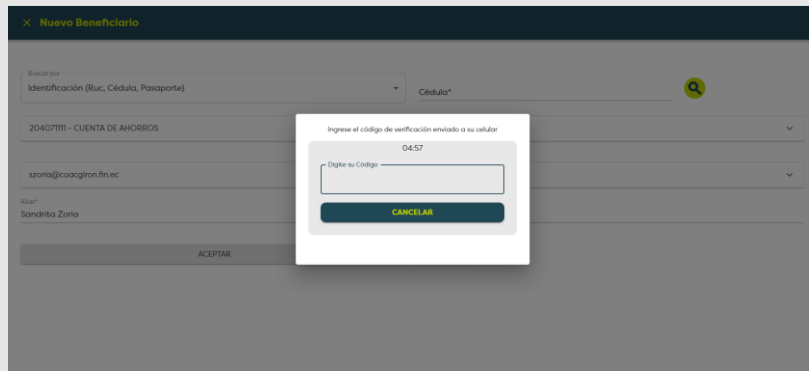 × Nuevo Beneficiario
Buscar por
Identificación (Ruc, Cédula, Pasaporte)
Cédula*
204071111 - CUENTA DE AHORROS
Ingrese el código de verificación enviado a su celular
04:57
Digite su Código
CANCELAR
szoria@coacgiron.fin.ec
Alias*
Sandrita Zoria
ACEPTAR